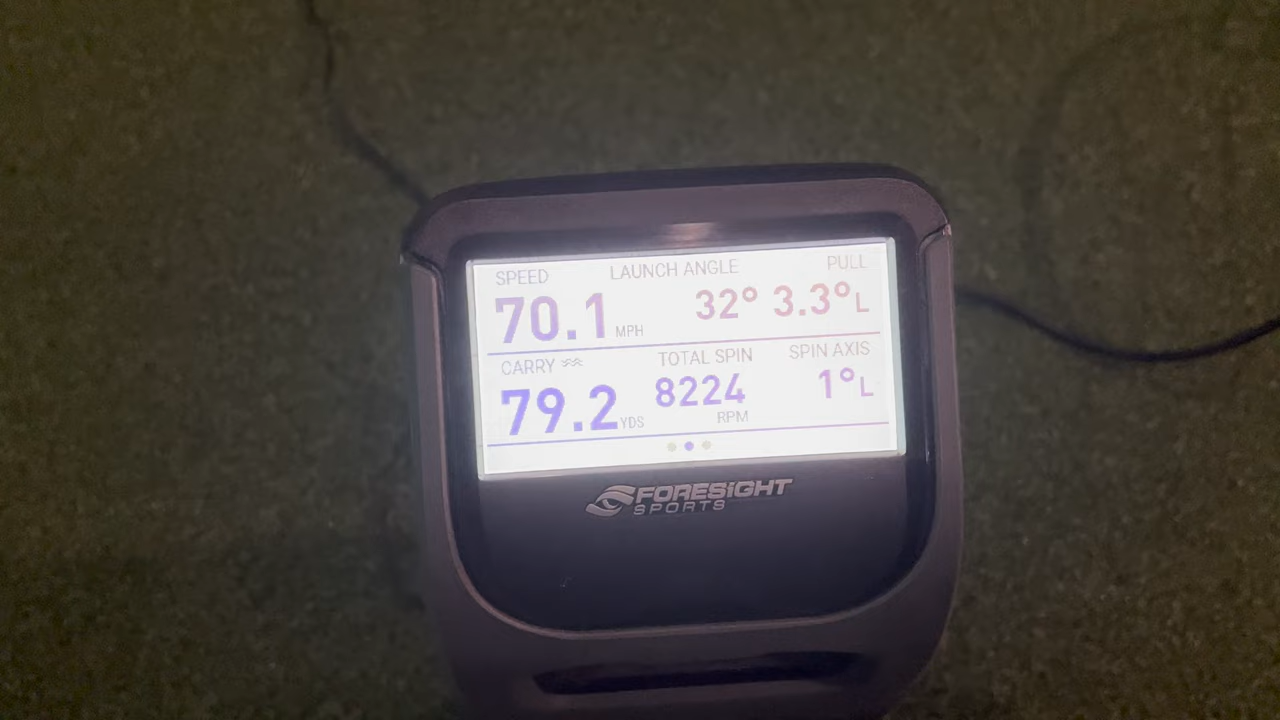 SPEED LAUNCH ANGLE PULL
70.1 MPH 32° 3.3°L
CARRY TOTAL SPIN SPIN AXIS
79.2 YDS 8224 RPM 1°L
FORESIGHT
SPORTS